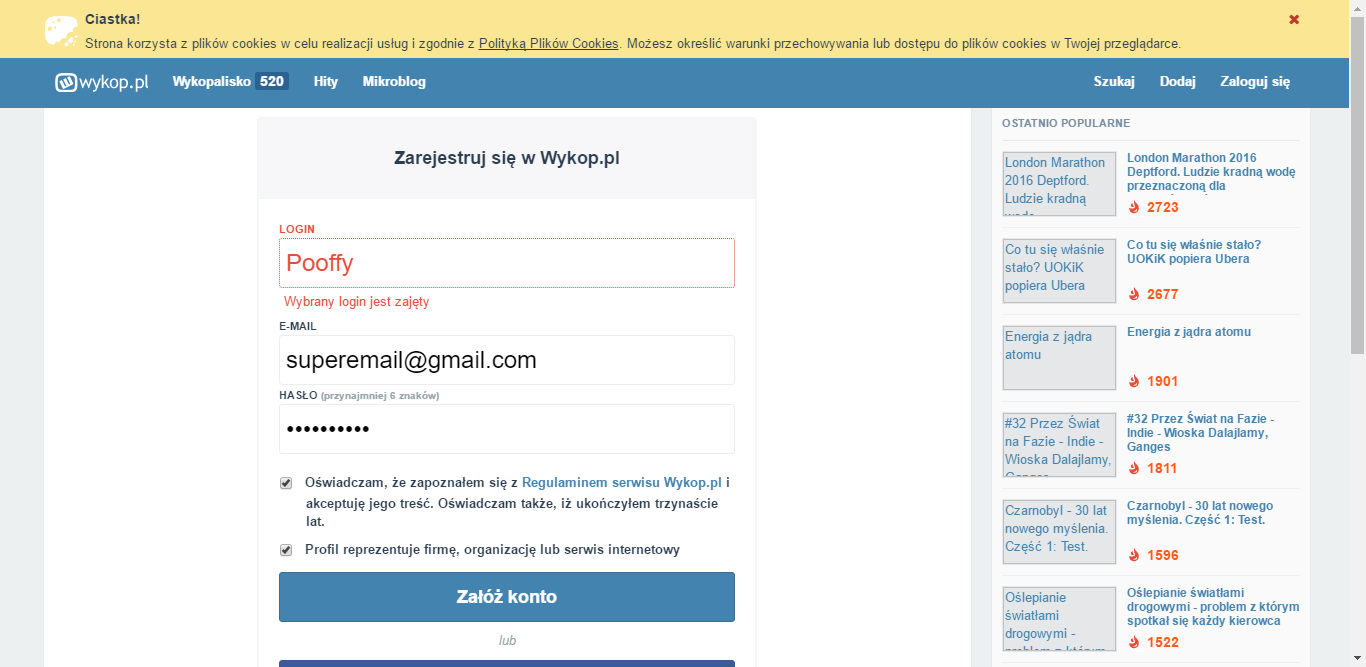 Ciastka!
Strona korzysta z plików cookies w celu realizacji usług i zgodnie z Polityką Plików Cookies. Możesz określić warunki przechowywania lub dostępu do plików cookies w Twojej przeglądarce.
wykop.pl Wykopalisko 520 Hity Mikroblog Szukaj Dodaj Zaloguj się
Zarejestruj się w Wykop.pl
LOGIN
Pooffy
Wybrany login jest zajęty
E-MAIL
superemail@gmail.com
HASŁO (przynajmniej 6 znaków)
••••••••••
Oświadczam, że zapoznałem się z Regulaminem serwisu Wykop.pl i
akceptuję jego treść. Oświadczam także, iż ukończyłem trzynaście
lat.
Profil reprezentuje firmę, organizację lub serwis internetowy
Załóż konto
lub
OSTATNIO POPULARNE
London Marathon
2016 Deptford.
Ludzie kradną
London Marathon 2016
Deptford. Ludzie kradną wodę
przeznaczoną dla
2723
Co tu się właśnie
stało? UOKiK
popiera Ubera
Co tu się właśnie stało?
UOKiK popiera Ubera
2677
Energia z jądra
atomu
Energia z jądra atomu
1901
#32 Przez Świat
na Fazie -
Indie -
Wioska Dalajlamy,
Ganges
#32 Przez Świat na Fazie -
Indie - Wioska Dalajlamy,
Ganges
1811
Czarnobyl - 30 lat
nowego myślenia.
Część 1: Test.
Czarnobyl - 30 lat nowego
myślenia. Część 1: Test.
1596
Oślepianie
światłami
drogowymi -
problem z którym
Oślepianie światłami
drogowymi - problem z którym
spotkał się każdy kierowca
1522